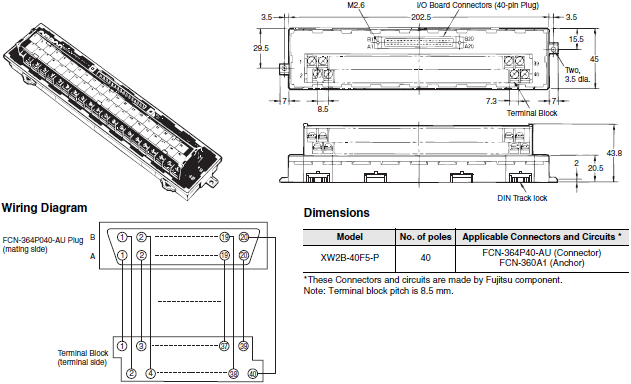 M2.6
I/O Board Connectors (40-pin Plug)
3.5
202.5
3.5
29.5
B1
B20
A1
A20
15.5
45
1
2
39
40
Two,
3.5 dia.
7
8.5
7.3
7
Terminal Block
43.8
2
20.5
DIN Track lock
Wiring Diagram
FCN-364P040-AU Plug
(mating side)
B
1 2 19 20
A
1 2 19 20
1 3 37 39
Terminal Block
(terminal side)
2 4 38 40
Dimensions
Model No. of poles Applicable Connectors and Circuits *
XW2B-40F5-P 40 FCN-364P40-AU (Connector)
FCN-360A1 (Anchor)
*These Connectors and circuits are made by Fujitsu component.
Note: Terminal block pitch is 8.5 mm.